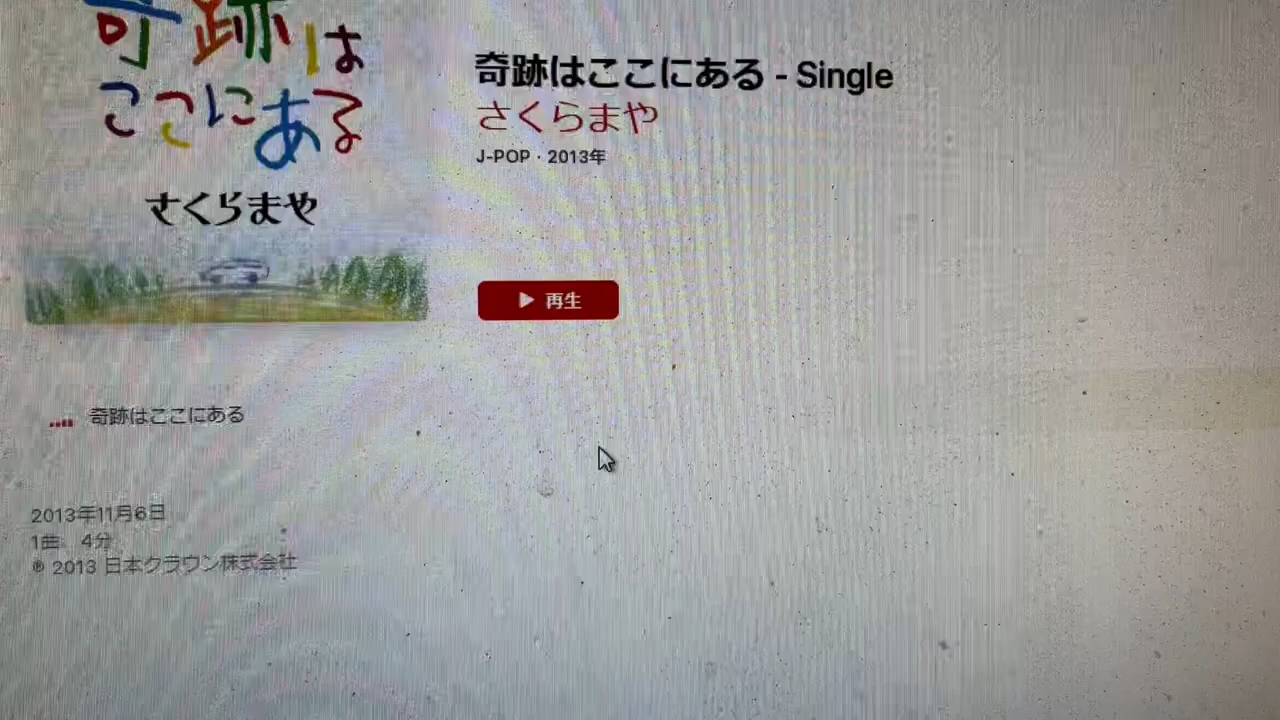 奇跡は
ここにある
さくらまや
奇跡はここにある - Single
さくらまや
J-POP · 2013年
▶ 再生
奇跡はここにある
2013年11月6日
1曲、4分
℗ 2013 日本クラウン株式会社